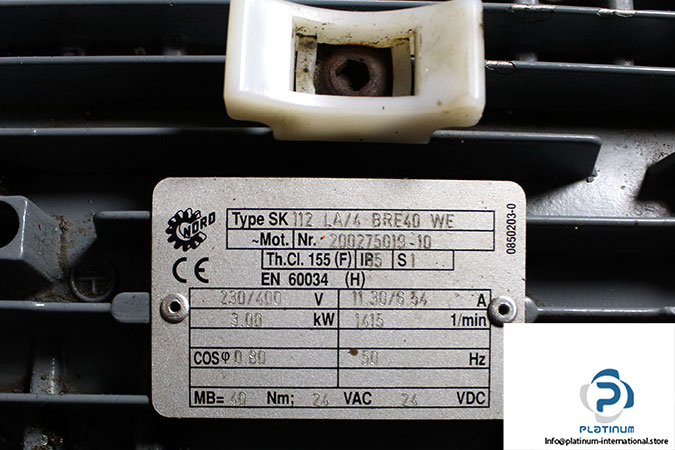 NORD
Type SK 112 LA/4 BRE40 WE
~Mot. Nr. 200275019-10
Th.Cl. 155 (F) IP55 S1
EN 60034 (H)
CE
230/400 V 11.30/6.54 A
3.00 kW 1415 1/min
COSφ 0.80 50 Hz
MB= 40 Nm; 24 VAC 24 VDC
0850203-0
PLATINUM
Info@platinum-international.store